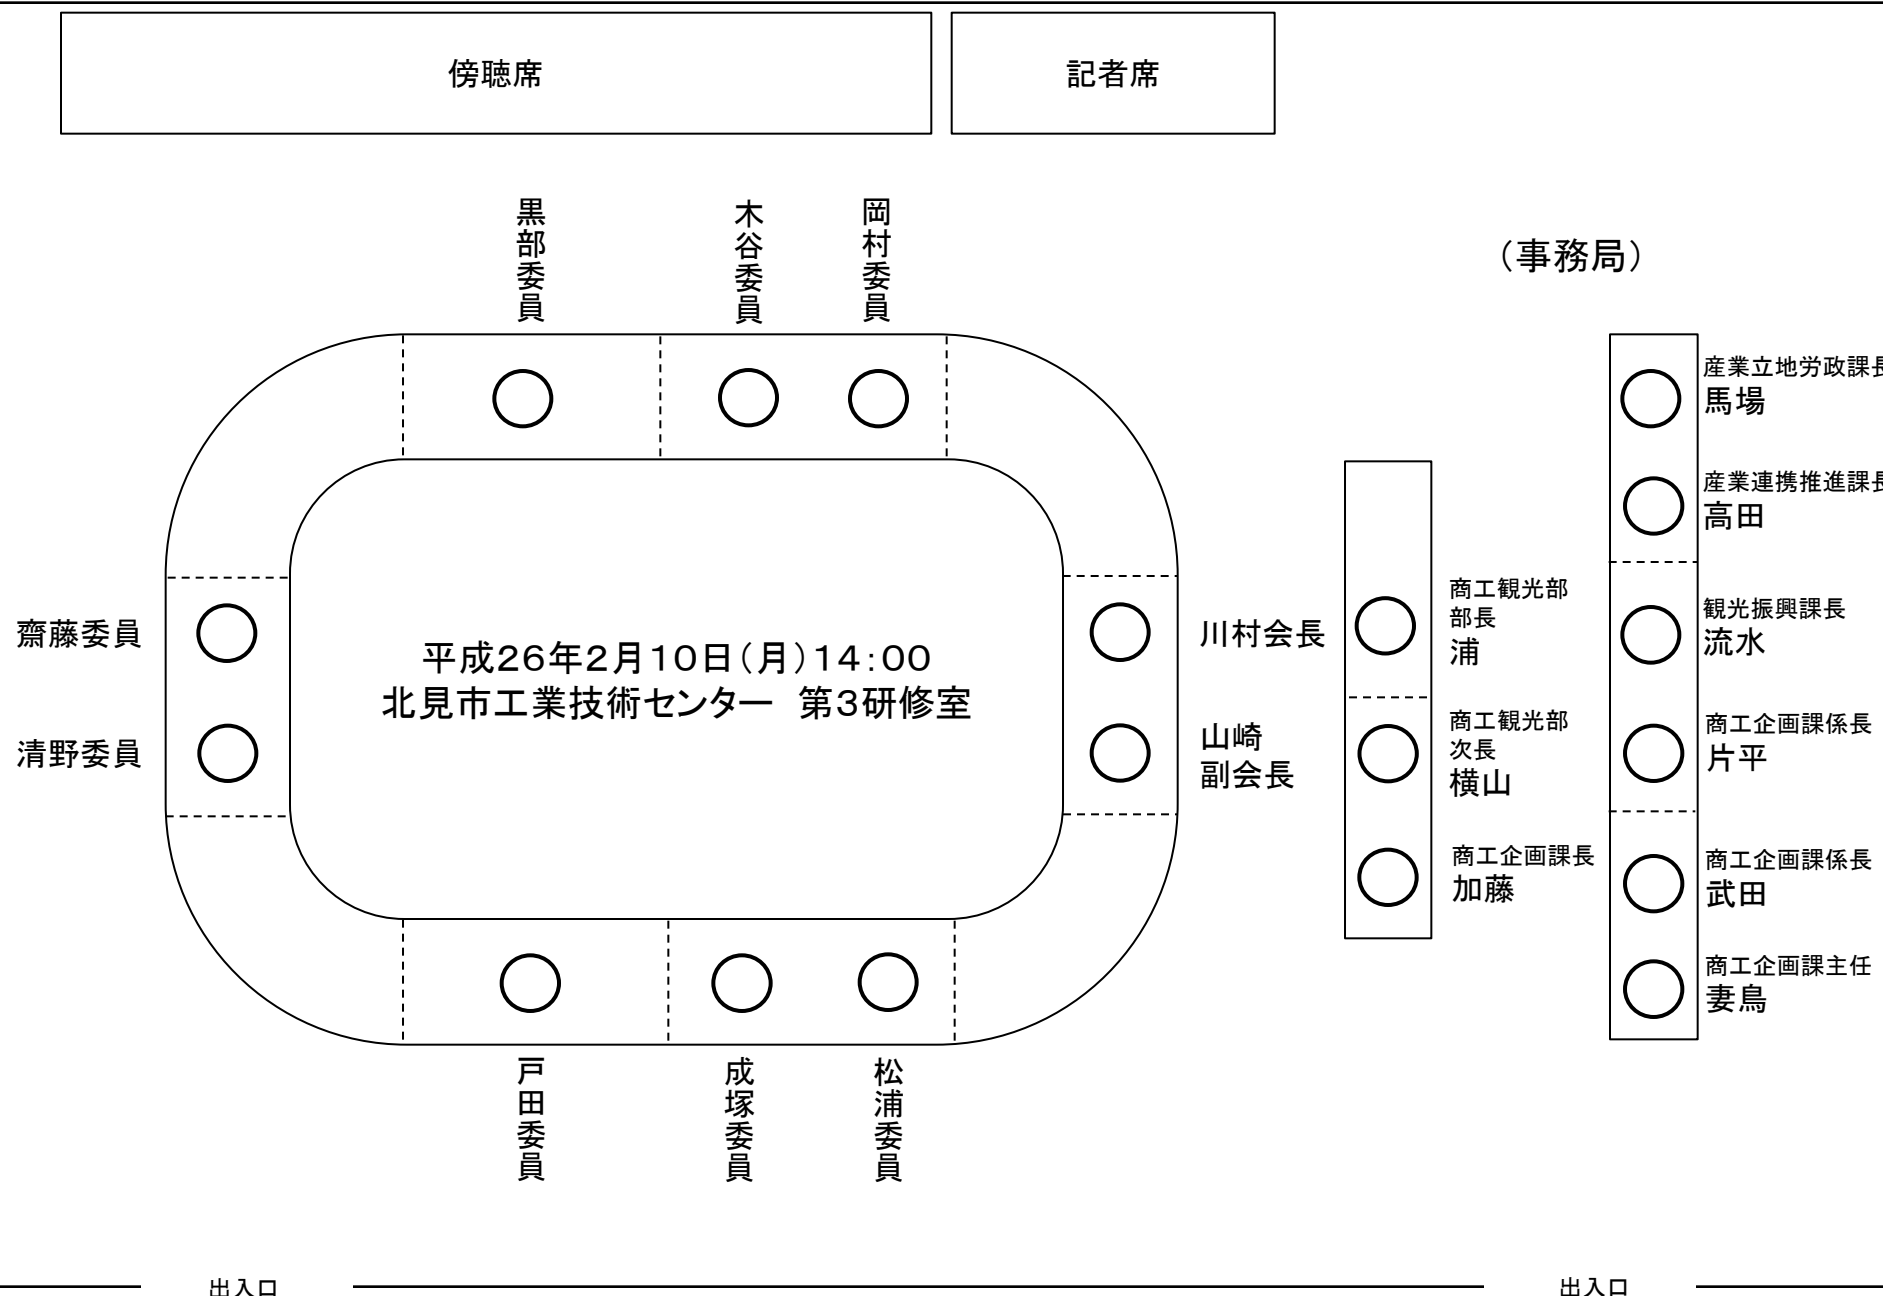 傍聴席
記者席
黒部委員
木谷委員
岡村委員
（事務局）
産業立地労政課長
馬場
産業連携推進課長
高田
商工観光部
部長
浦
観光振興課長
流水
齋藤委員
川村会長
平成26年2月10日（月）14：00
北見市工業技術センター　第3研修室
清野委員
山崎
副会長
商工観光部
次長
横山
商工企画課係長
片平
商工企画課長
加藤
商工企画課係長
武田
商工企画課主任
妻鳥
戸田委員
成塚委員
松浦委員
出入口
出入口